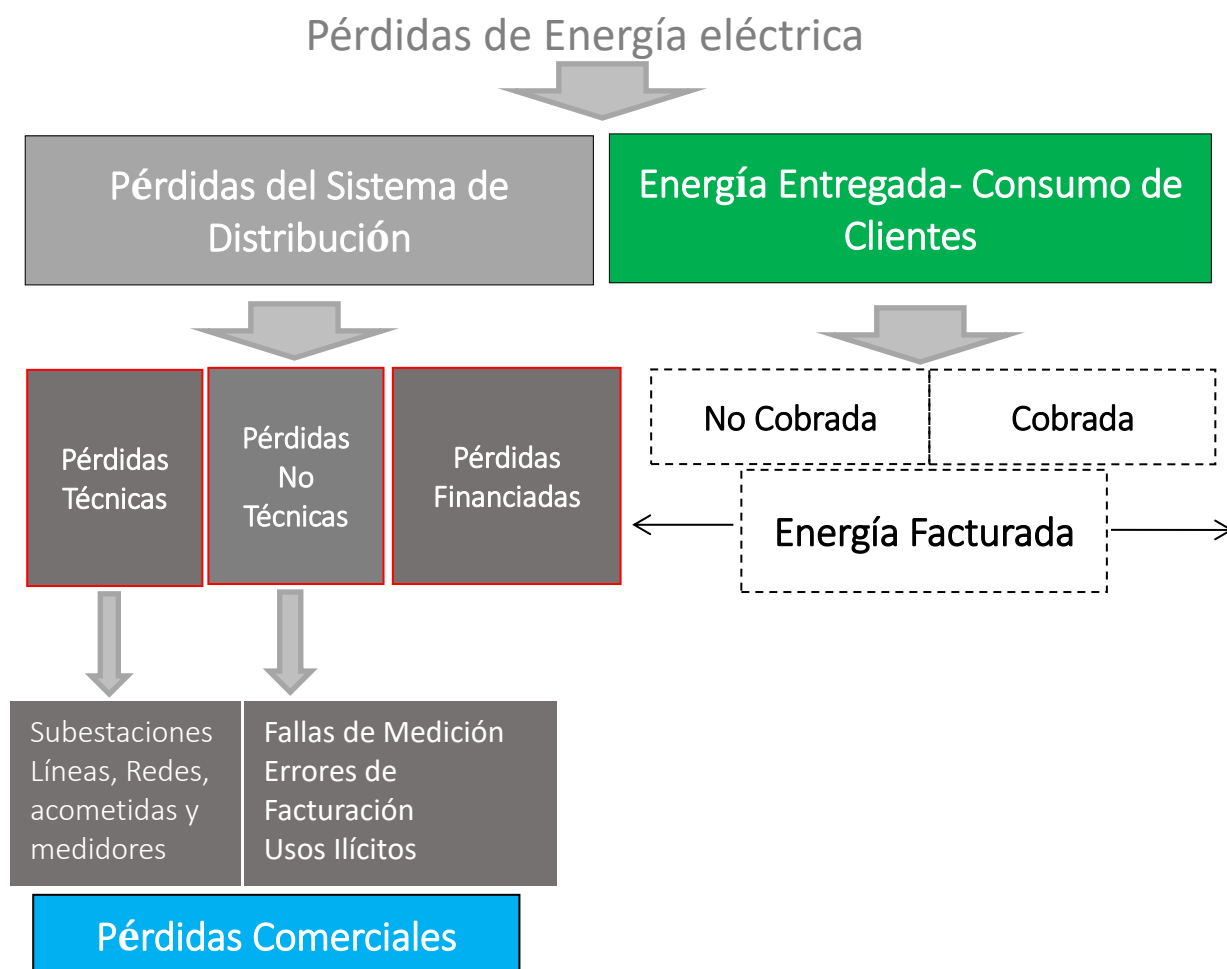 Pérdidas de Energía eléctrica
Pérdidas del Sistema de
Distribución
Energía Entregada- Consumo de
Clientes
Pérdidas
Técnicas
Pérdidas
No
Técnicas
Pérdidas
Financiadas
No Cobrada
Cobrada
Energía Facturada
Subestaciones
Líneas, Redes,
acometidas y
medidores
Fallas de Medición
Errores de
Facturación
Usos Ilícitos
Pérdidas Comerciales